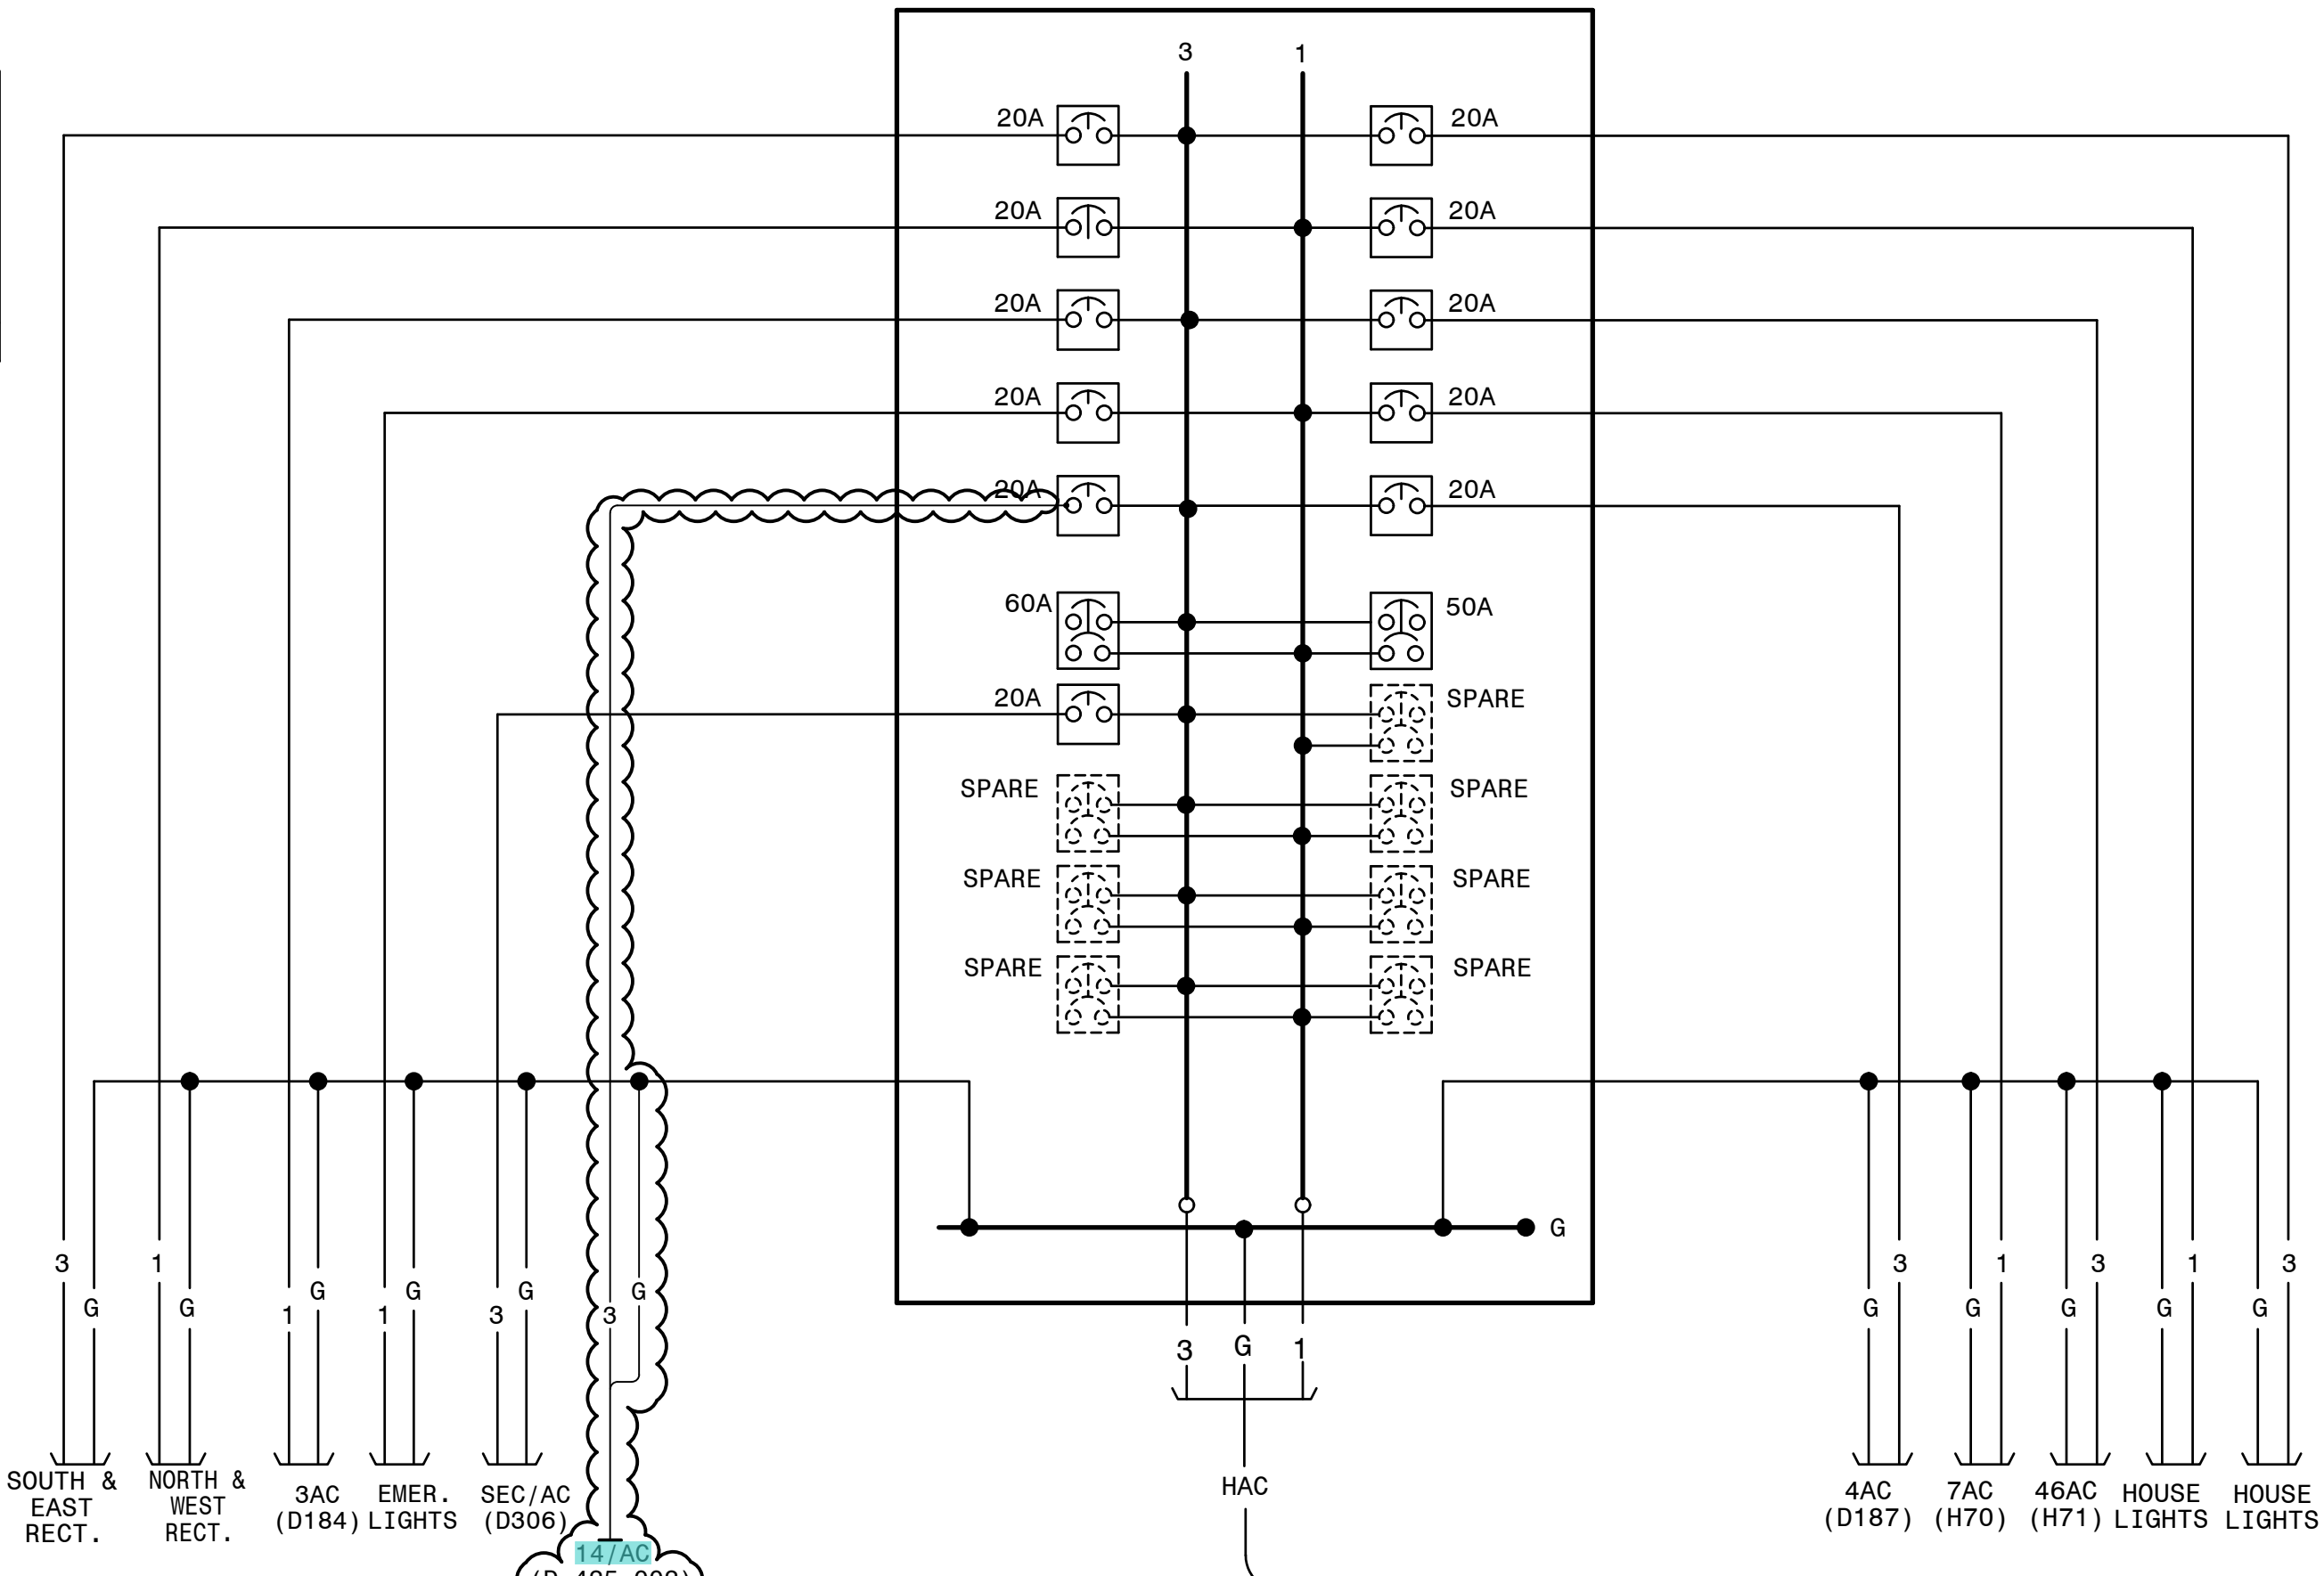 3 1
20A 20A
20A 20A
20A 20A
20A 20A
20A 20A
60A 50A
20A SPARE
SPARE SPARE
SPARE SPARE
SPARE SPARE
G
3 G 1 G 1 G 1 G 3 G 3 G
G 3 G 1 G 3 G 1 G 3
3 G 1
HAC
SOUTH &
EAST
RECT.
NORTH &
WEST
RECT.
3AC
(D184)
EMER.
LIGHTS
SEC/AC
(D306)
14/AC
4AC
(D187)
7AC
(H70)
46AC
(H71)
HOUSE
LIGHTS
HOUSE
LIGHTS